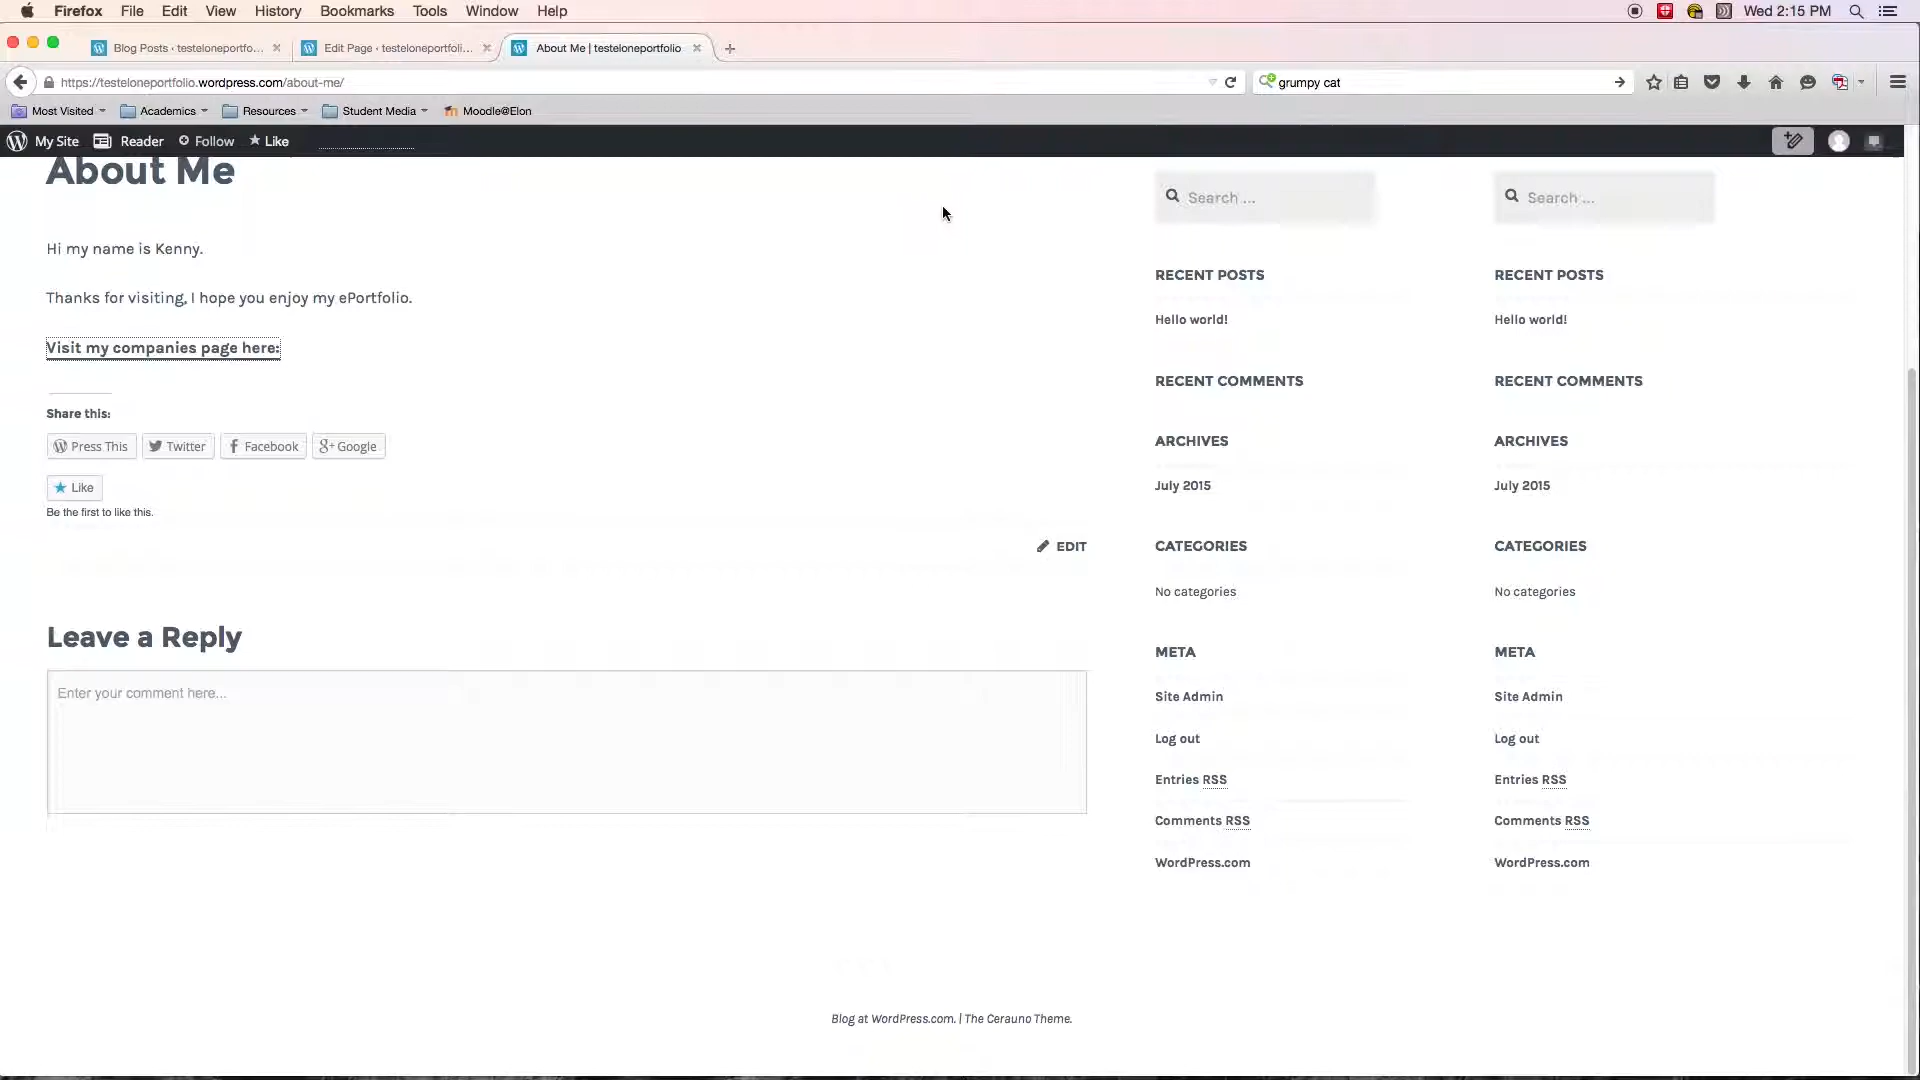 Firefox File Edit View History Bookmarks Tools Window Help Wed 2:15 PM
Blog Posts ‹ testeloneportfo... Edit Page ‹ testeloneportfoli... About Me | testeloneportfolio
https://testeloneportfolio.wordpress.com/about-me/ grumpy cat
Most Visited Academics Resources Student Media Moodle@Elon
My Site Reader Follow Like
About Me
Hi my name is Kenny.
Thanks for visiting, I hope you enjoy my ePortfolio.
Visit my companies page here:
Share this:
Press This Twitter Facebook Google
Like
Be the first to like this.
EDIT
Leave a Reply
Enter your comment here...
Search ...
RECENT POSTS
Hello world!
RECENT COMMENTS
ARCHIVES
July 2015
CATEGORIES
No categories
META
Site Admin
Log out
Entries RSS
Comments RSS
WordPress.com
Search ...
RECENT POSTS
Hello world!
RECENT COMMENTS
ARCHIVES
July 2015
CATEGORIES
No categories
META
Site Admin
Log out
Entries RSS
Comments RSS
WordPress.com
Blog at WordPress.com. | The Cerauno Theme.